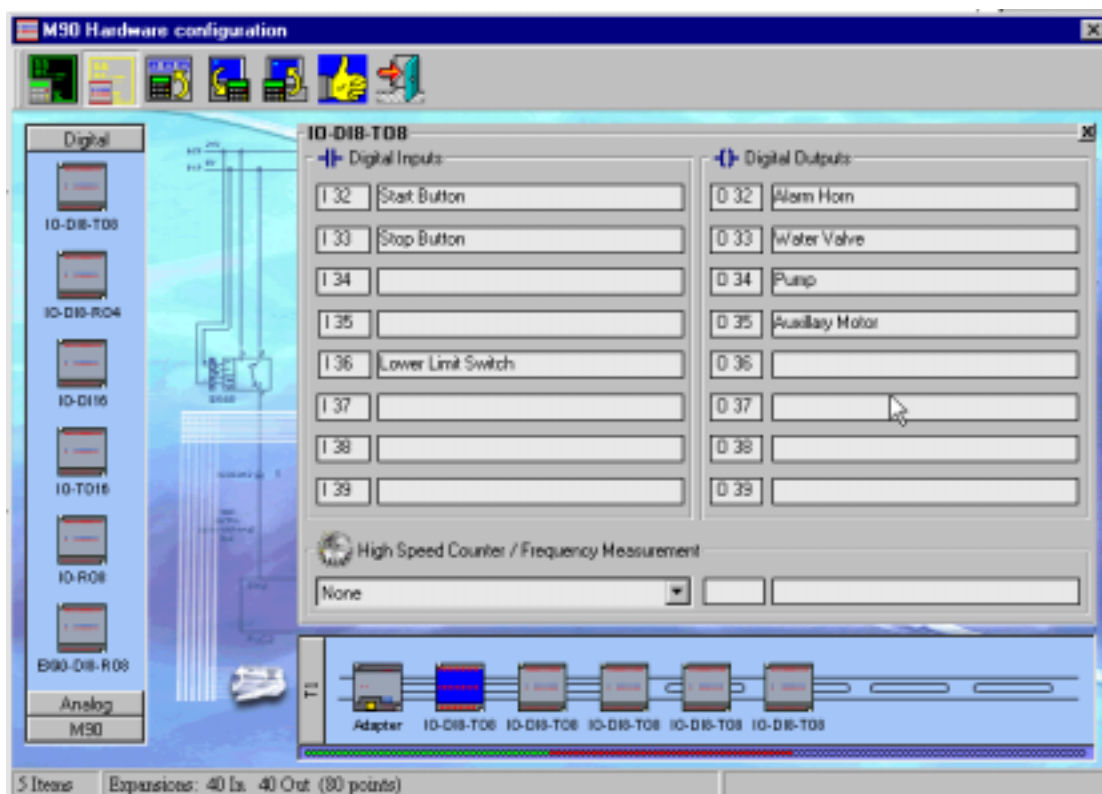 M90 Hardware configuration
Digital
IO-DI8-TO8
IO-DI8-RO4
IO-DI16
IO-TO16
IO-RO8
EX90-DI8-RO8
Analog
M90
IO-DI8-TO8
Digital Inputs
I 32 Start Button
I 33 Stop Button
I 34
I 35
I 36 Lower Limit Switch
I 37
I 38
I 39
Digital Outputs
O 32 Alarm Horn
O 33 Water Valve
O 34 Pump
O 35 Auxillary Motor
O 36
O 37
O 38
O 39
High Speed Counter / Frequency Measurement
None
Adapter IO-DI8-TO8 IO-DI8-TO8 IO-DI8-TO8 IO-DI8-TO8 IO-DI8-TO8
5 Items Expansions: 40 In 40 Out (80 points)